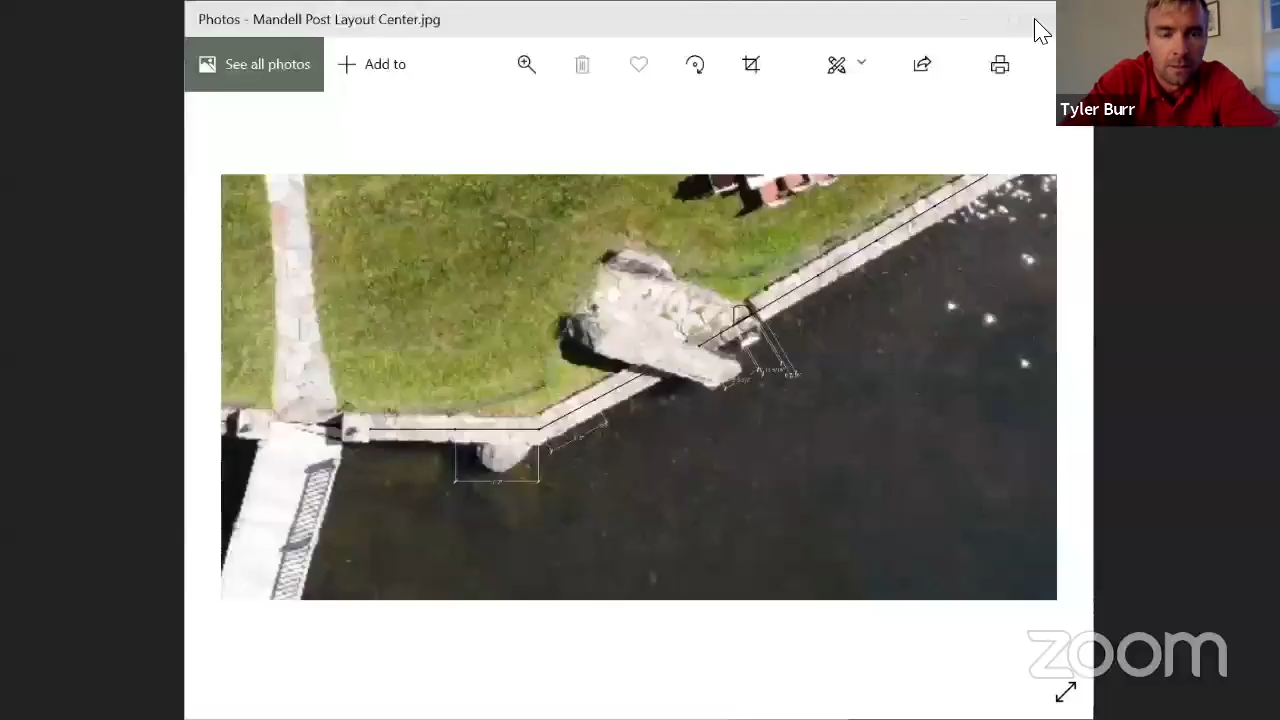 Photos - Mandell Post Layout Center.jpg
See all photos
Add to
Tyler Burr
zoom